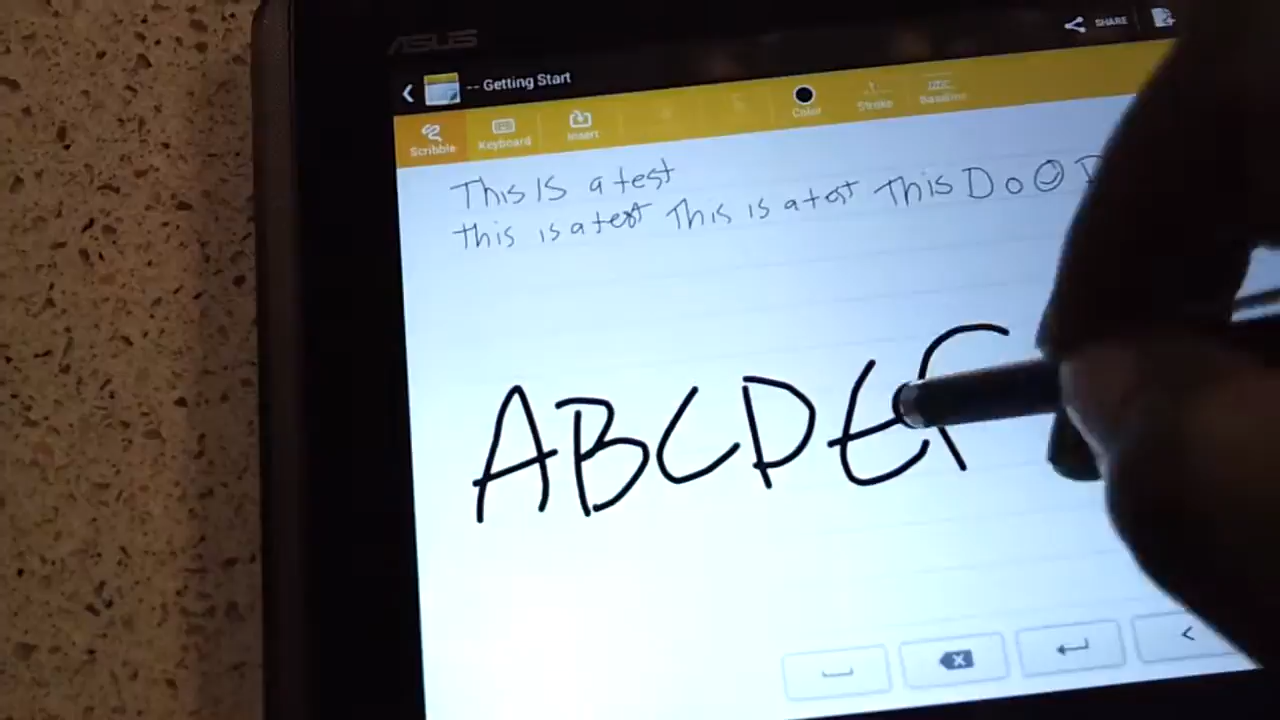 ASUS
SHARE
-- Getting Start
Scribble Keyboard Insert Color Stroke Baseline
This Is a test
this is a test This is a test This D o
ABCDEF